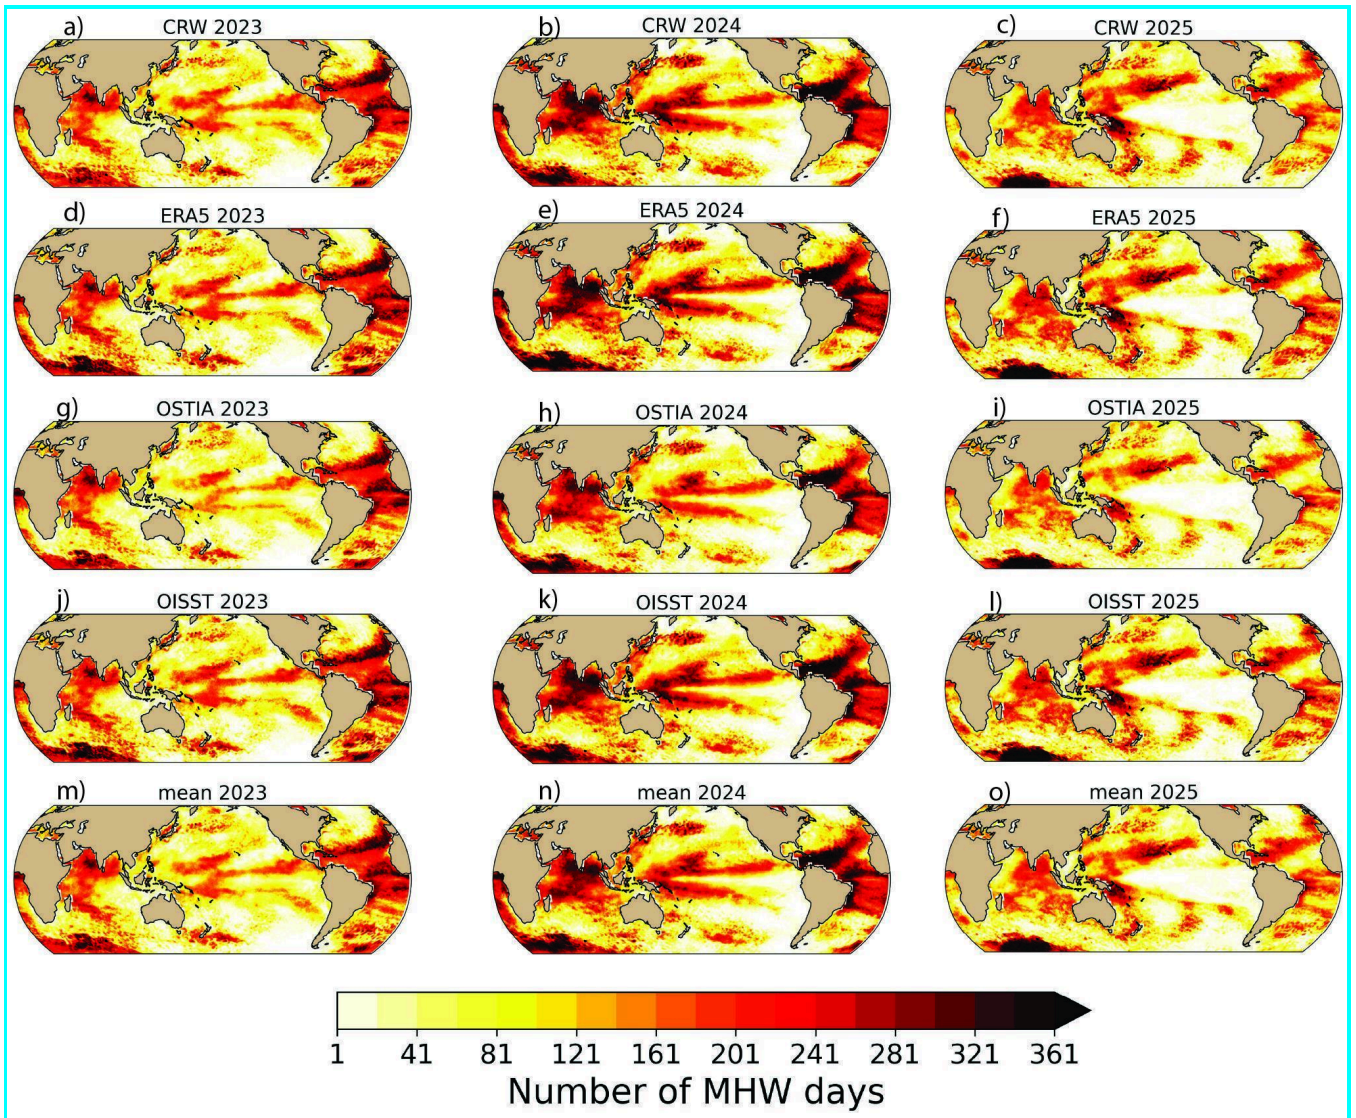 a) CRW 2023
b) CRW 2024
c) CRW 2025
d) ERA5 2023
e) ERA5 2024
f) ERA5 2025
g) OSTIA 2023
h) OSTIA 2024
i) OSTIA 2025
j) OISST 2023
k) OISST 2024
l) OISST 2025
m) mean 2023
n) mean 2024
o) mean 2025
1 41 81 121 161 201 241 281 321 361
Number of MHW days